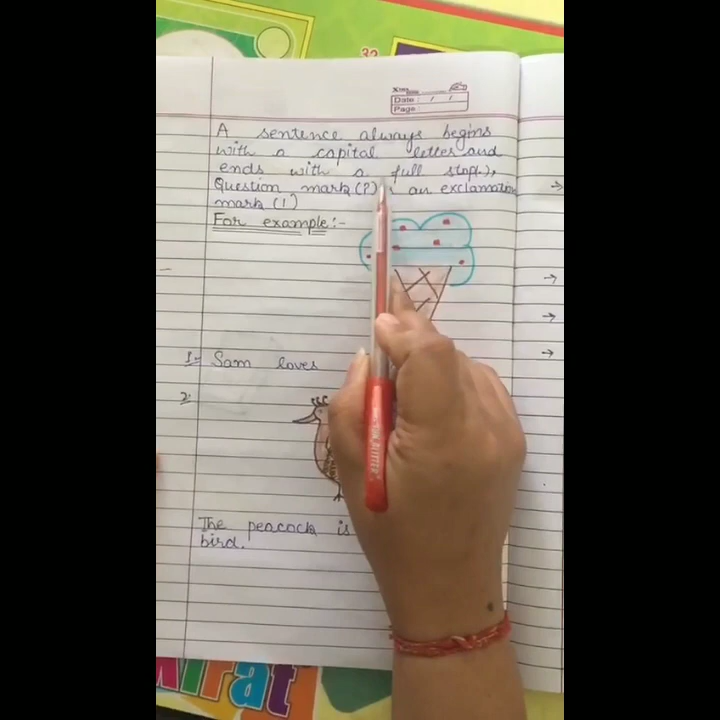 32
Date : / /
Page
A sentence always begins
with a capital letter and
ends with a full stop(.),
Question mark (?) an exclamation
mark (!)
For example:-
1:- Sam loves
2:
The peacock is
bird.